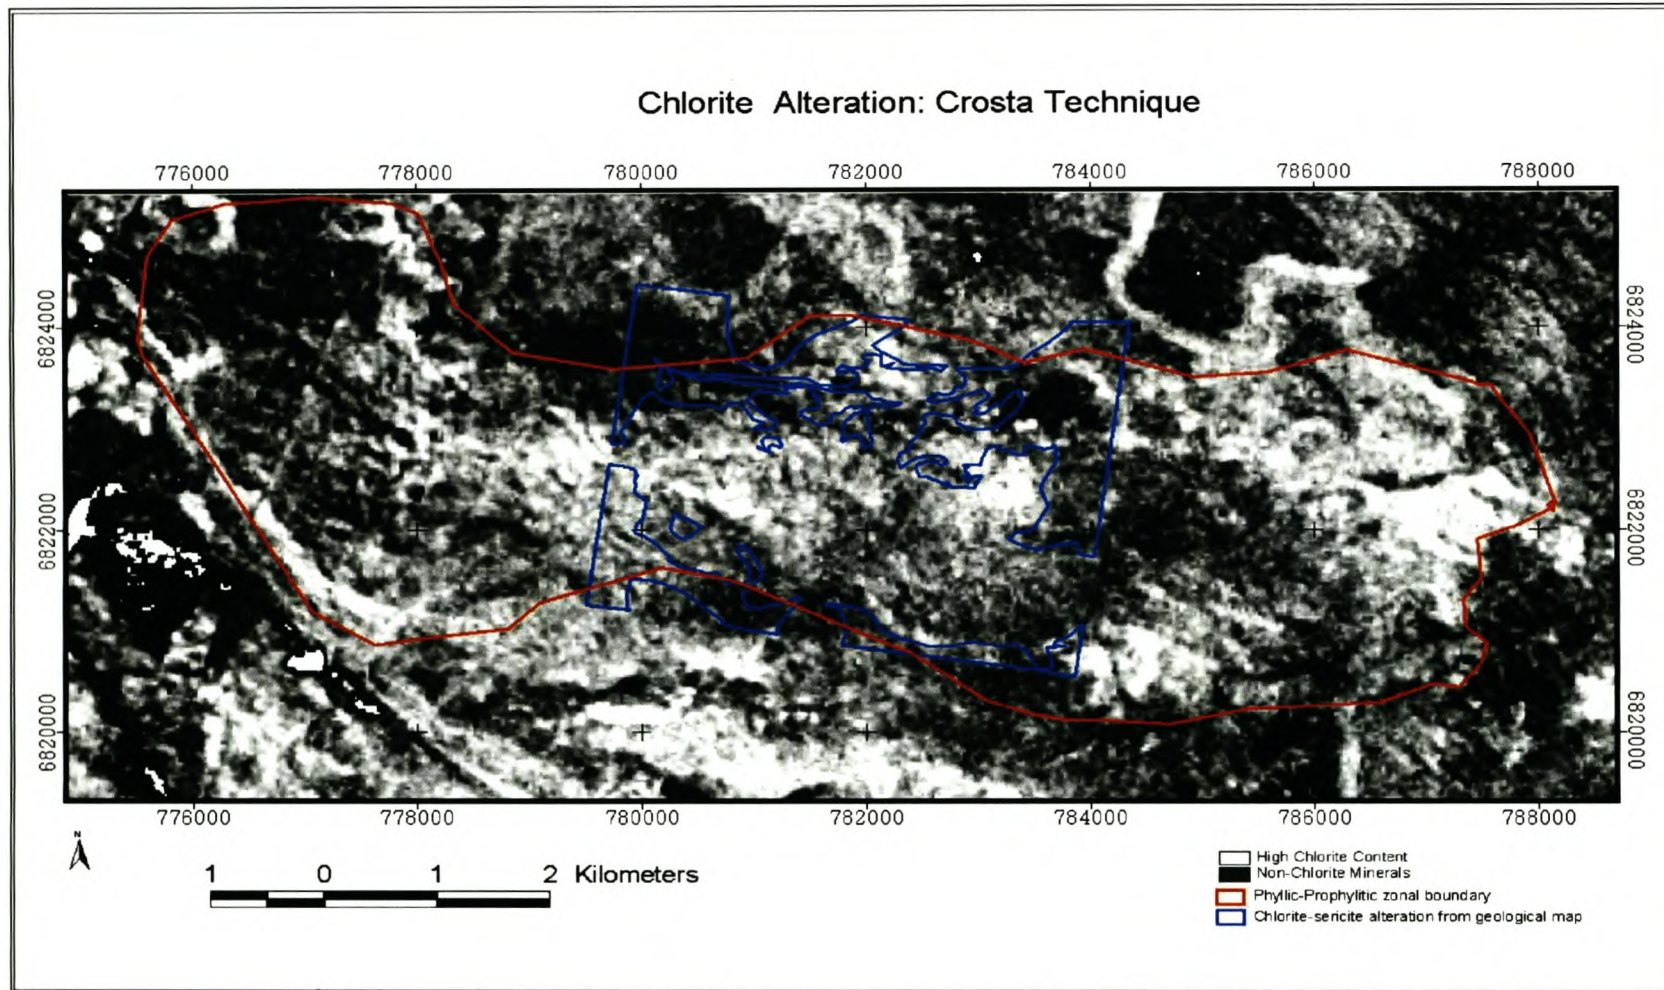 Chlorite Alteration: Crosta Technique
776000 778000 780000 782000 784000 786000 788000
6824000 6824000
6822000 6822000
6820000 6820000
776000 778000 780000 782000 784000 786000 788000
N
1 0 1 2 Kilometers
High Chlorite Content
Non-Chlorite Minerals
Phyllic-Prophylitic zonal boundary
Chlorite-sericite alteration from geological map